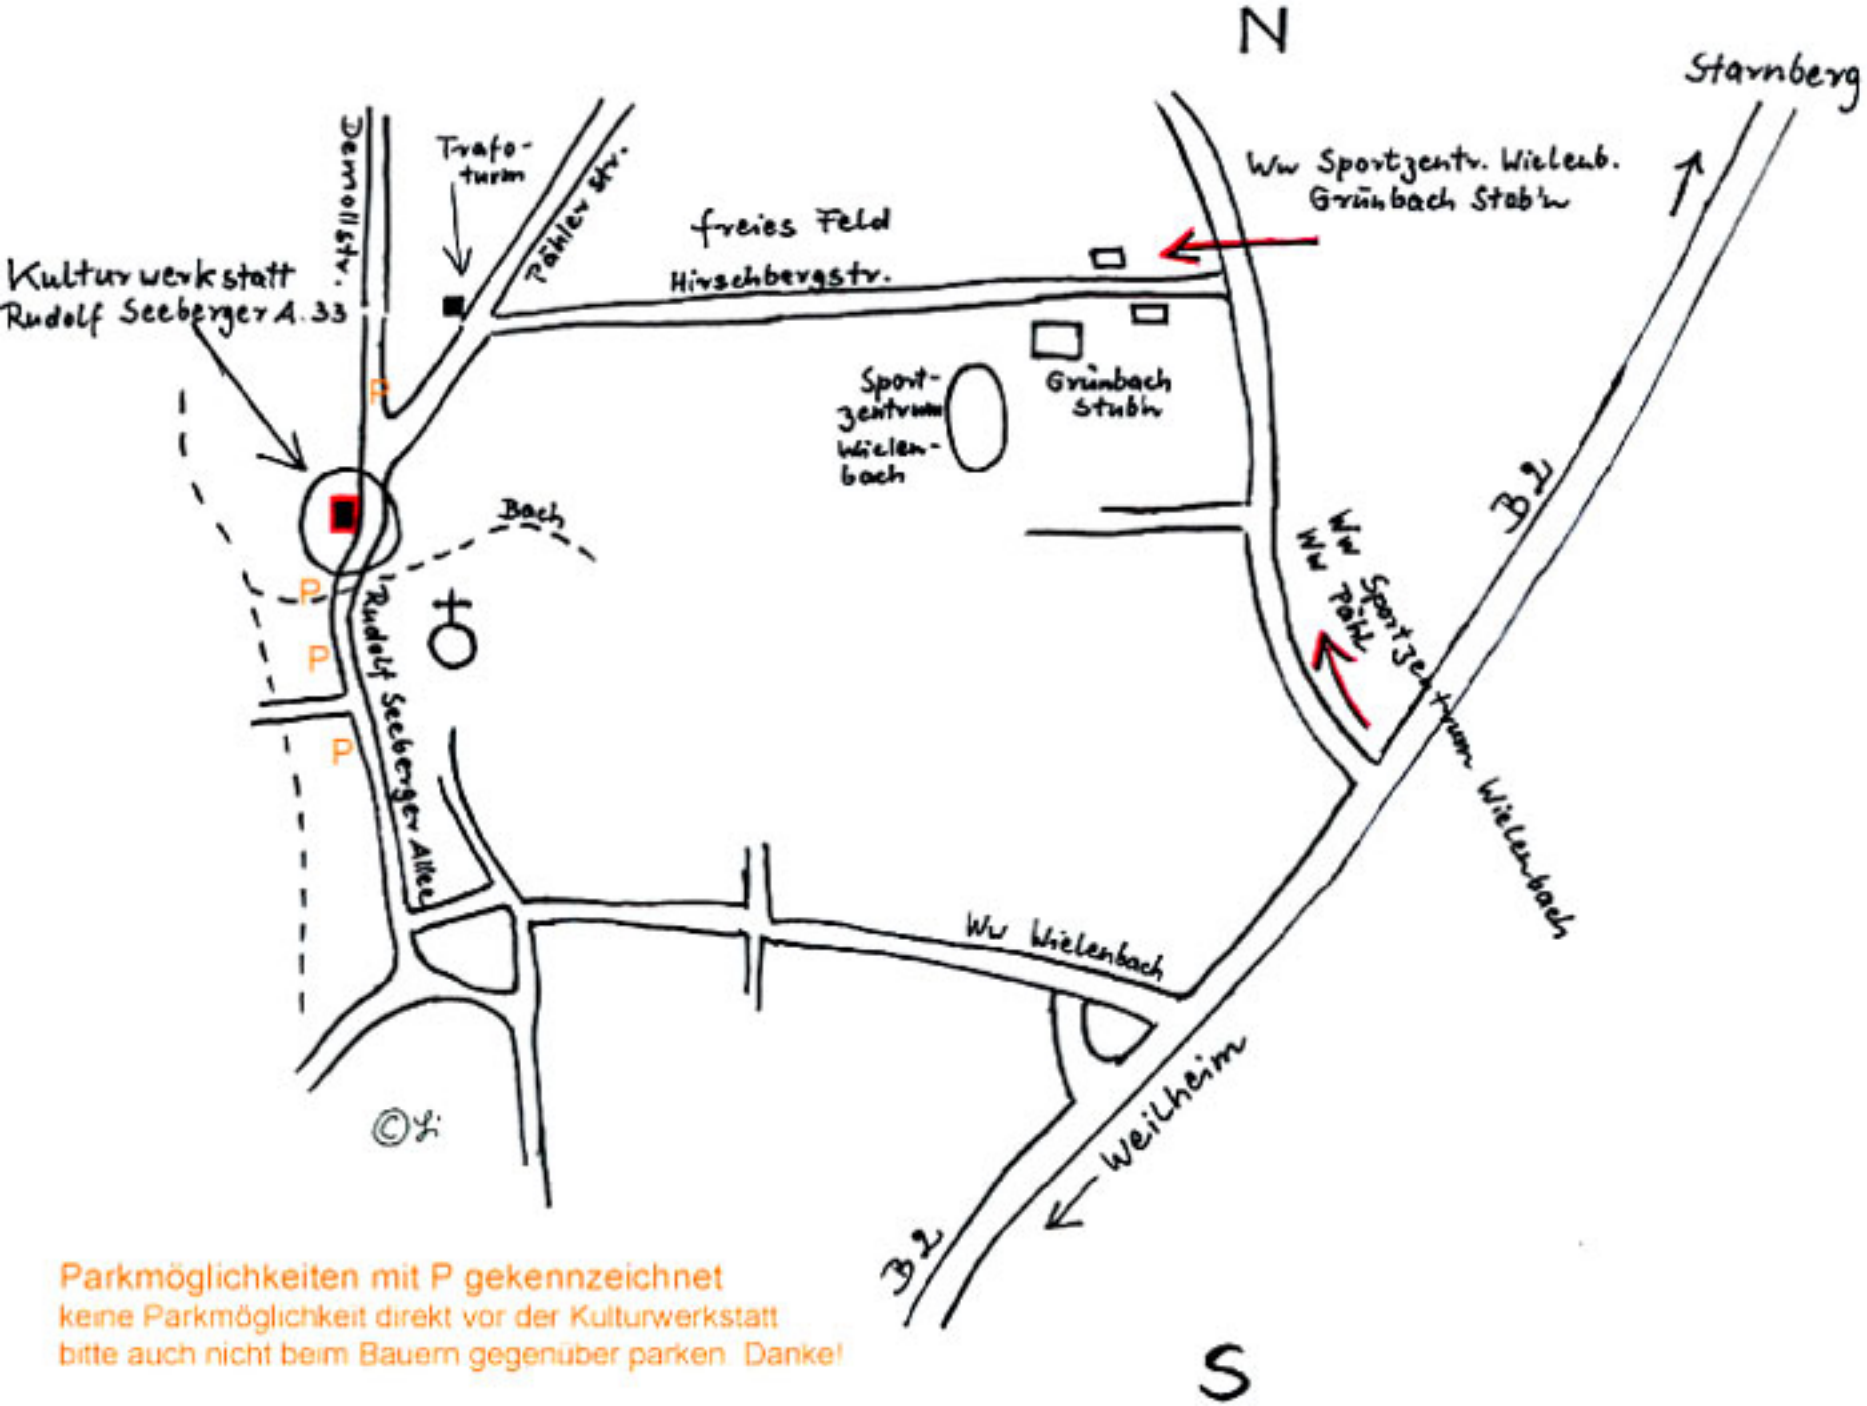 N
Starnberg
Demollstr.
Trafo-
turm
Pähler str.
Ww Sportzentr. Wielenb.
Grünbach Stub'n
freies Feld
Hirschbergstr.
Kulturwerkstatt
Rudolf Seeberger A. 33
P
Sport-
zentrum
Wielen-
bach
Grünbach
Stub'n
B2
Bach
Ww Sportzentrum Wielenbach
Ww Pähl
P
P
P
Rudolf Seeberger Allee
Ww Wielenbach
Weilheim
© Li
B2
Parkmöglichkeiten mit P gekennzeichnet
keine Parkmöglichkeit direkt vor der Kulturwerkstatt
bitte auch nicht beim Bauern gegenüber parken. Danke!
S